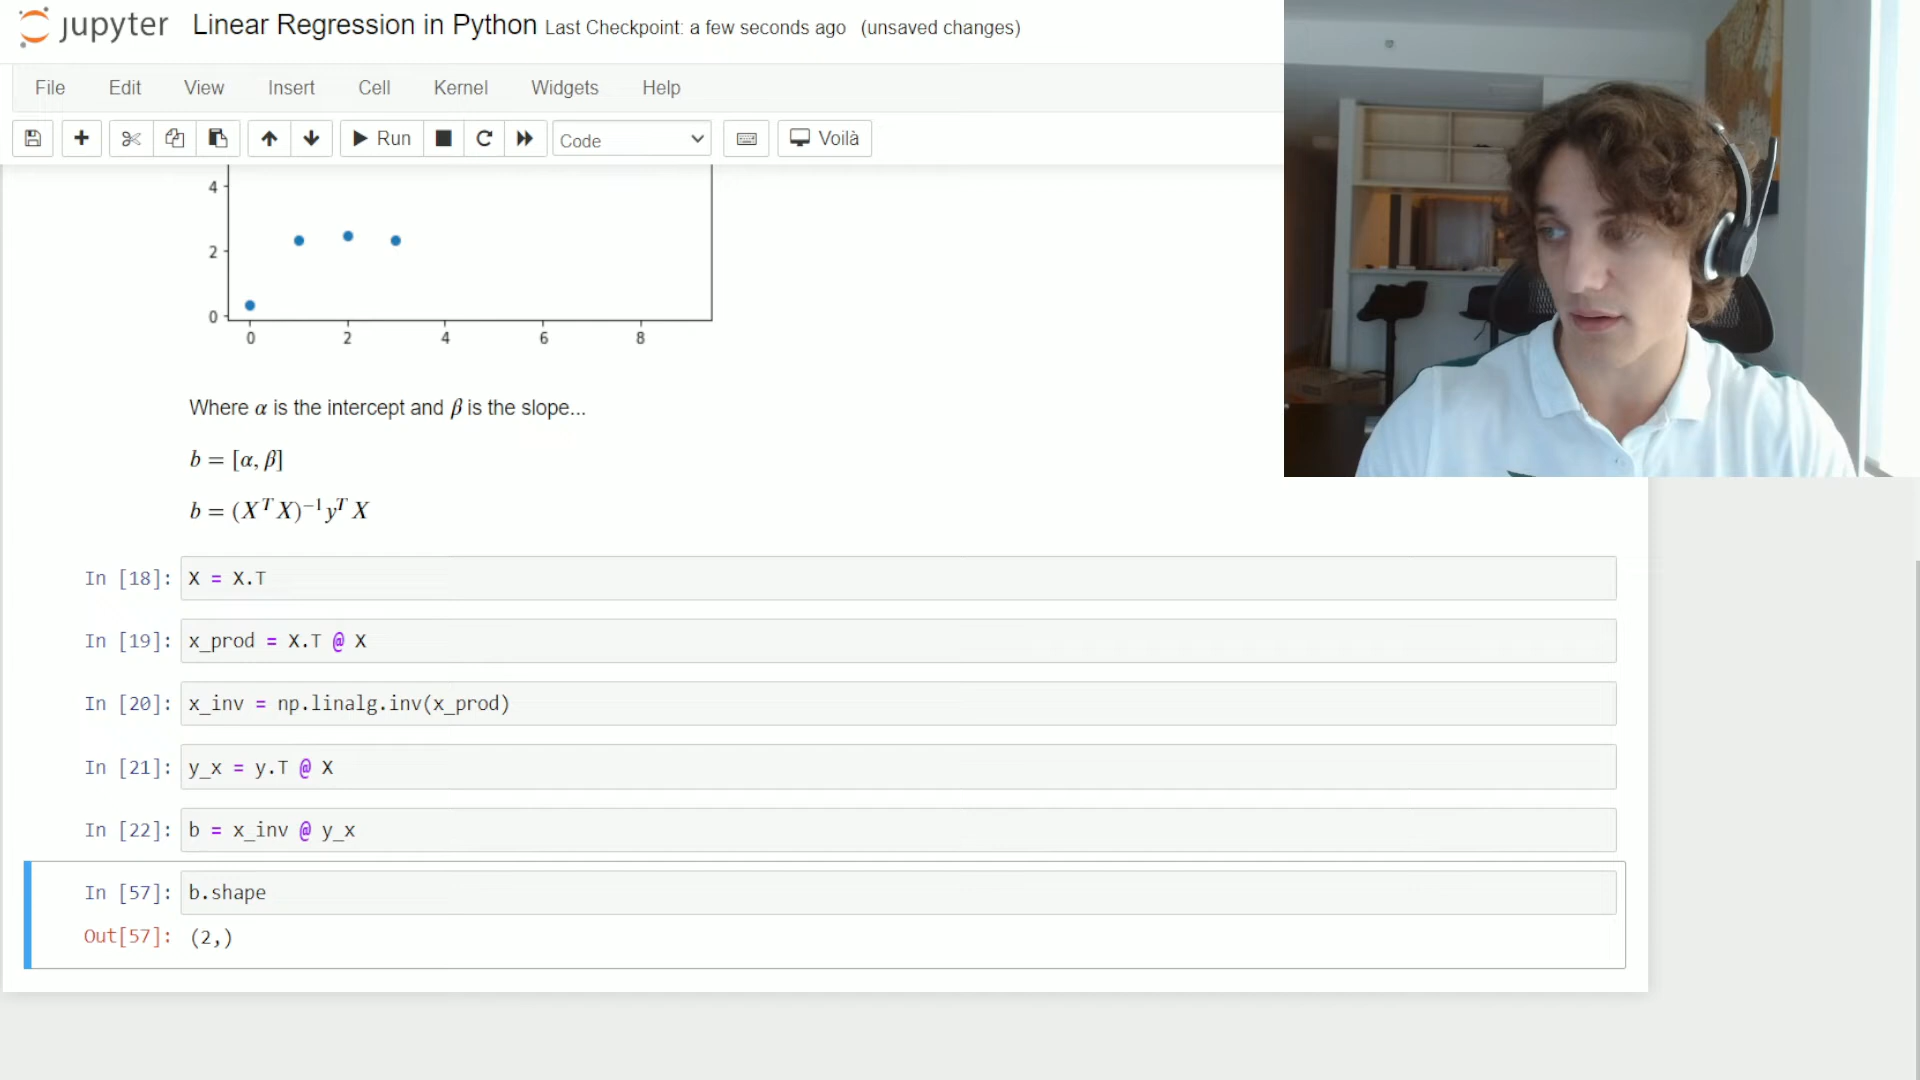 jupyter Linear Regression in Python Last Checkpoint: a few seconds ago (unsaved changes)
File Edit View Insert Cell Kernel Widgets Help
Run Code Voilà
4
2
0
0 2 4 6 8
Where α is the intercept and β is the slope...
b = [α, β]
b = (XᵀX)⁻¹yᵀX
In [18]: X = X.T
In [19]: x_prod = X.T @ X
In [20]: x_inv = np.linalg.inv(x_prod)
In [21]: y_x = y.T @ X
In [22]: b = x_inv @ y_x
In [57]: b.shape
Out[57]: (2,)